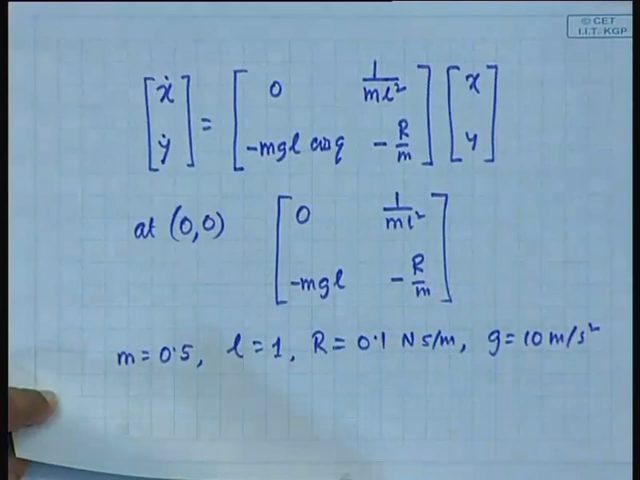 © CET
I.I.T. KGP
[ẋ ẏ] = [0 1/ml² -mgl cos q -R/m] [x y]
at (0,0) [0 1/ml² -mgl -R/m]
m = 0.5, l = 1, R = 0.1 N s/m, g = 10 m/s²